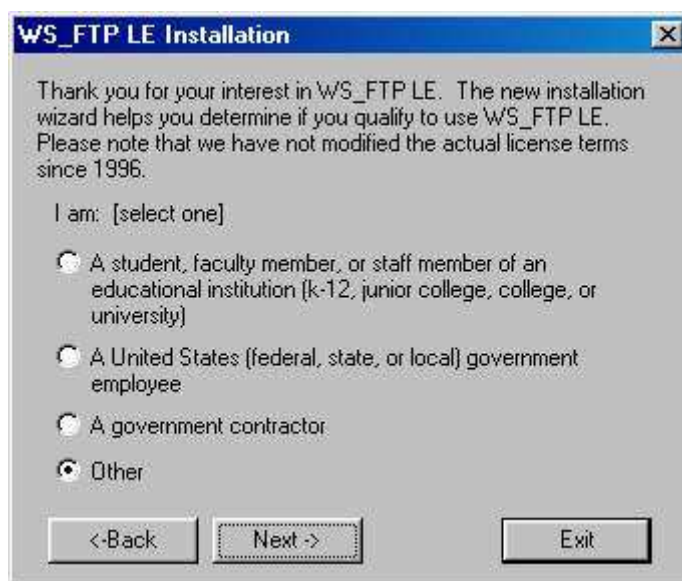 WS_FTP LE Installation
Thank you for your interest in WS_FTP LE. The new installation
wizard helps you determine if you qualify to use WS_FTP LE.
Please note that we have not modified the actual license terms
since 1996.
I am: [select one]
A student, faculty member, or staff member of an
educational institution (k-12, junior college, college, or
university)
A United States (federal, state, or local) government
employee
A government contractor
Other
<-Back
Next ->
Exit